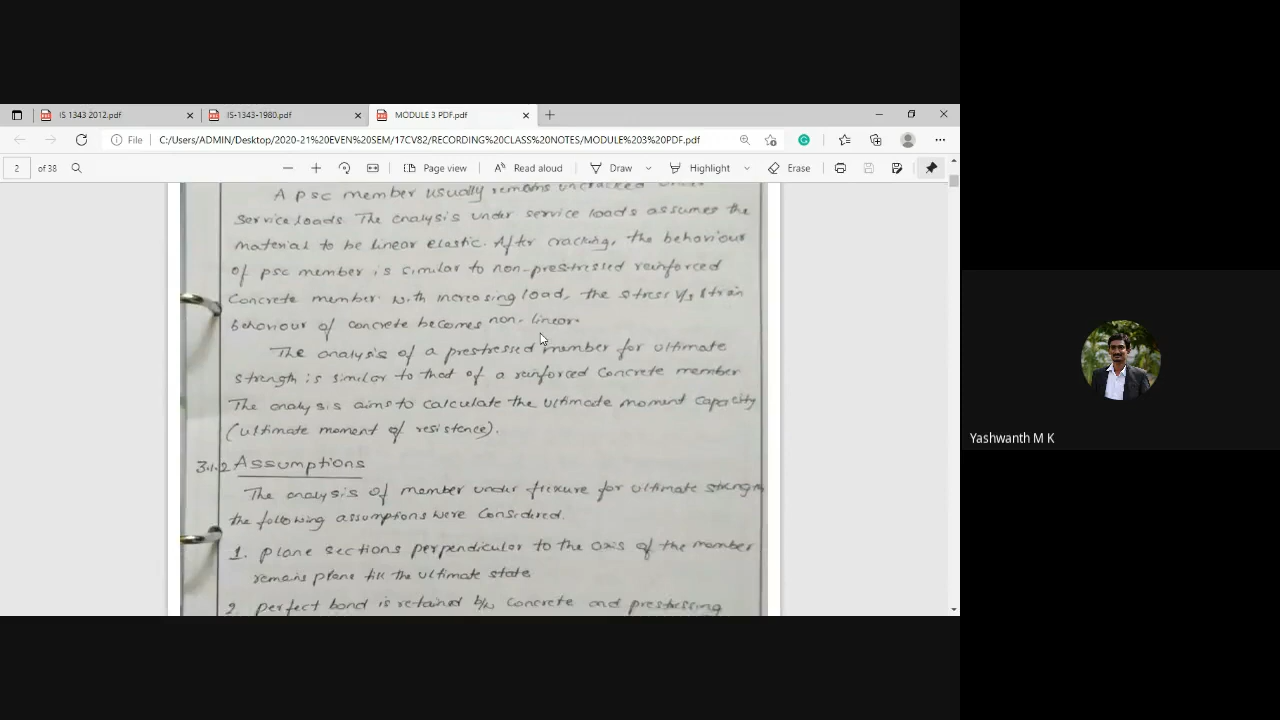 IS 1343 2012.pdf
IS-1343-1980.pdf
MODULE 3 PDF.pdf
File
C:/Users/ADMIN/Desktop/2020-21%20EVEN%20SEM/17CV82/RECORDING%20CLASS%20NOTES/MODULE%203%20PDF.pdf
2 of 38
Page view
Read aloud
Draw
Highlight
Erase
A psc member usually remains uncracked under
service loads. The analysis under service loads assumes the
material to be linear elastic. After cracking, the behaviour
of psc member is similar to non-prestressed reinforced
concrete member. with increasing load, the stress v/s strain
behaviour of concrete becomes non-linear.
The analysis of a prestressed member for ultimate
strength is similar to that of a reinforced concrete member
The analysis aims to calculate the ultimate moment capacity
(ultimate moment of resistence).
3.1.2 Assumptions
The analysis of member under flexure for ultimate strength
the following assumptions were considered.
1. plane sections perpendicular to the axis of the member
remains plane till the ultimate state
2. perfect bond is retained b/w concrete and prestressing
Yashwanth M K